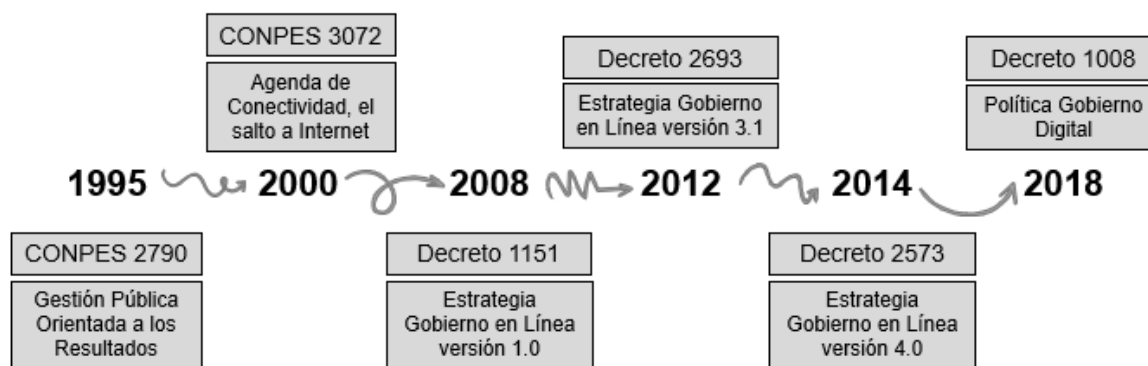 CONPES 3072
Agenda de
Conectividad, el
salto a Internet
Decreto 2693
Estrategia Gobierno
en Línea versión 3.1
Decreto 1008
Política Gobierno
Digital
1995 2000 2008 2012 2014 2018
CONPES 2790
Gestión Pública
Orientada a los
Resultados
Decreto 1151
Estrategia
Gobierno en Línea
versión 1.0
Decreto 2573
Estrategia
Gobierno en Línea
versión 4.0